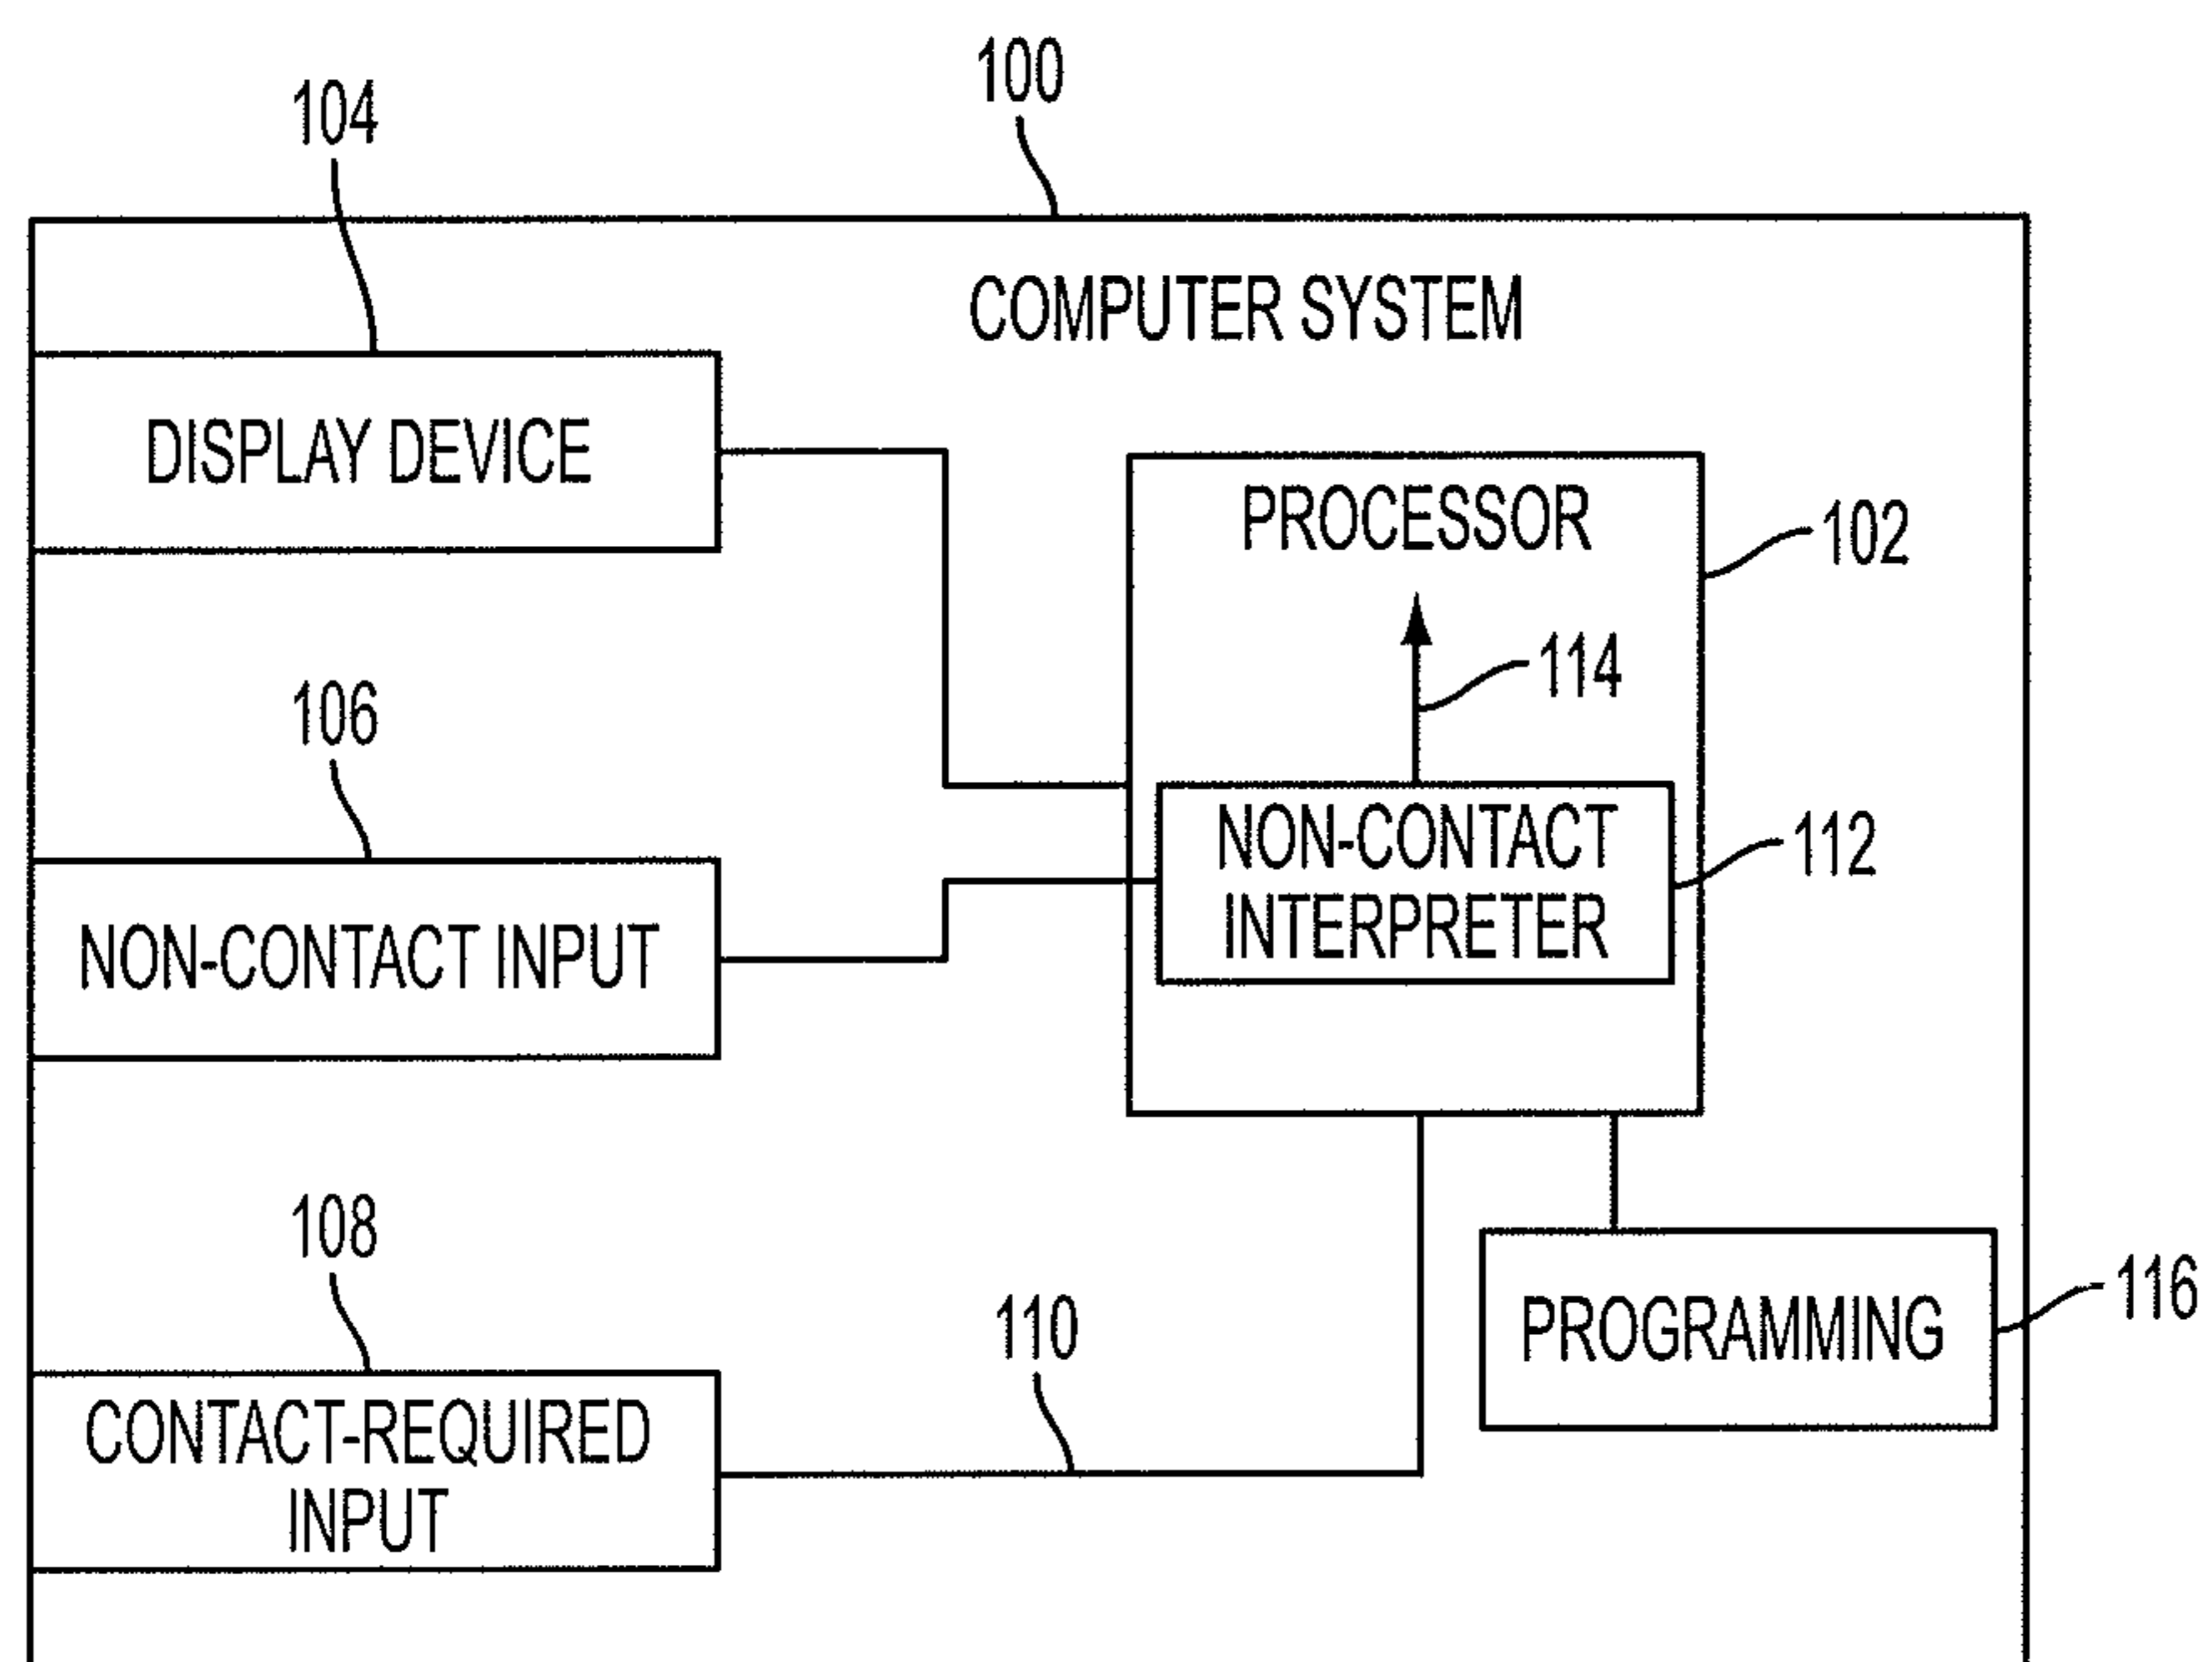 100
104
COMPUTER SYSTEM
DISPLAY DEVICE
PROCESSOR
102
114
106
NON-CONTACT
INTERPRETER
112
NON-CONTACT INPUT
108
110
116
PROGRAMMING
CONTACT-REQUIRED
INPUT